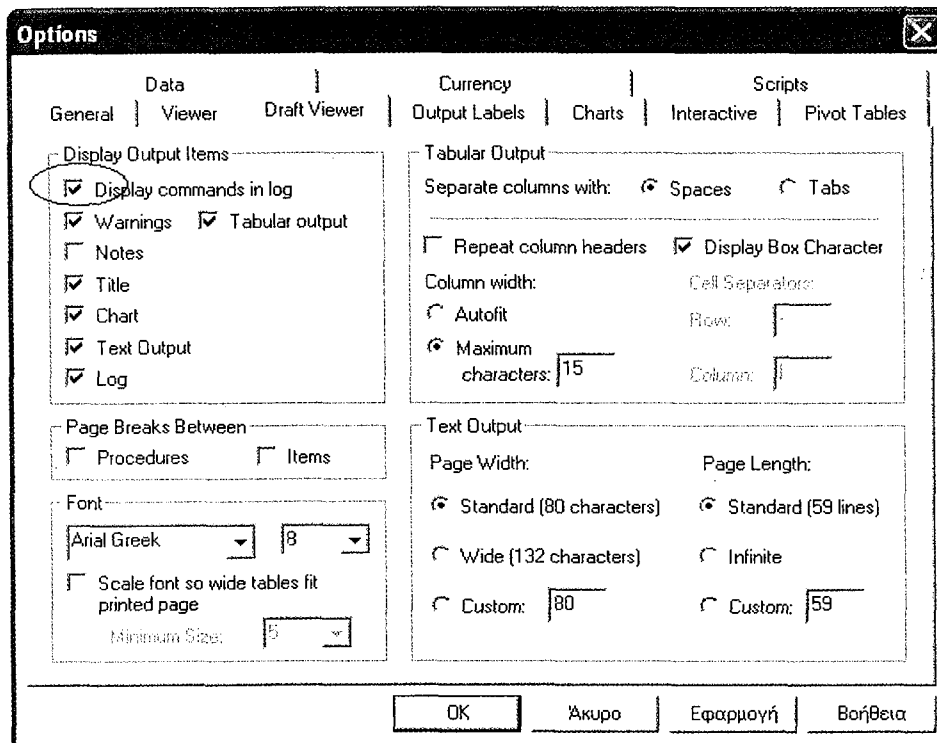 Options
Data Currency Scripts
General Viewer Draft Viewer Output Labels Charts Interactive Pivot Tables
Display Output Items
Display commands in log
Warnings Tabular output
Notes
Title
Chart
Text Output
Log
Page Breaks Between
Procedures Items
Font
Arial Greek 8
Scale font so wide tables fit
printed page
Minimum Size: 5
Tabular Output
Separate columns with: Spaces Tabs
Repeat column headers Display Box Character
Column width: Cell Separators:
Autofit Row:
Maximum
characters: 15 Column:
Text Output
Page Width: Page Length:
Standard (80 characters) Standard (59 lines)
Wide (132 characters) Infinite
Custom: 80 Custom: 59
OK Άκυρο Εφαρμογή Βοήθεια